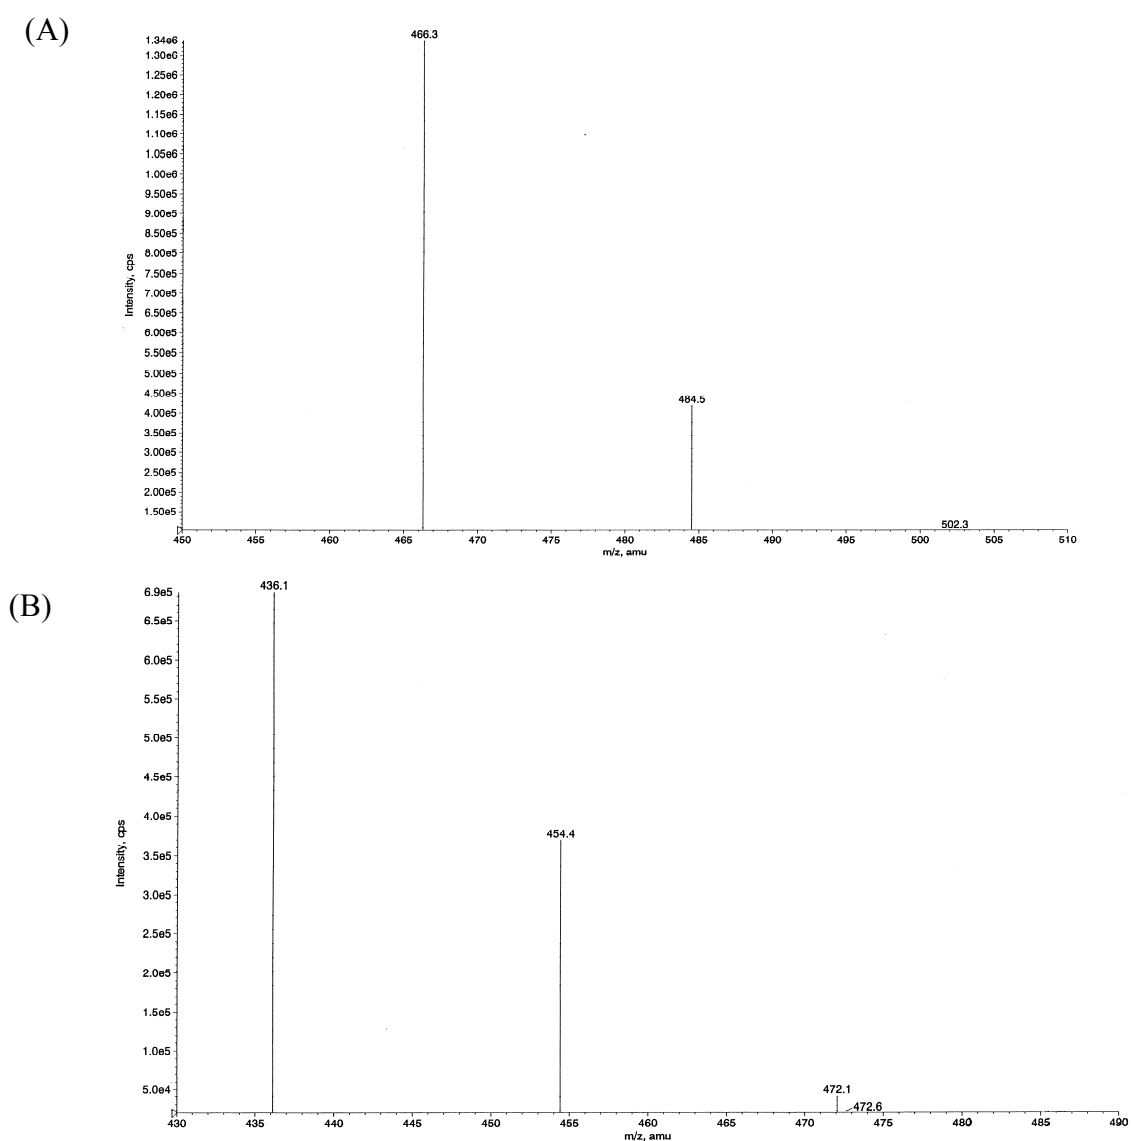 (A)
466.3
1.34e6
1.30e6
1.25e6
1.20e6
1.15e6
1.10e6
1.05e6
1.00e6
9.50e5
9.00e5
8.50e5
8.00e5
7.50e5
7.00e5
6.50e5
6.00e5
5.50e5
5.00e5
4.50e5
4.00e5
3.50e5
3.00e5
2.50e5
2.00e5
1.50e5
Intensity, cps
484.5
502.3
450 455 460 465 470 475 480 485 490 495 500 505 510
m/z, amu
(B)
436.1
6.9e5
6.5e5
6.0e5
5.5e5
5.0e5
4.5e5
4.0e5
3.5e5
3.0e5
2.5e5
2.0e5
1.5e5
1.0e5
5.0e4
Intensity, cps
454.4
472.1
472.6
430 435 440 445 450 455 460 465 470 475 480 485 490
m/z, amu